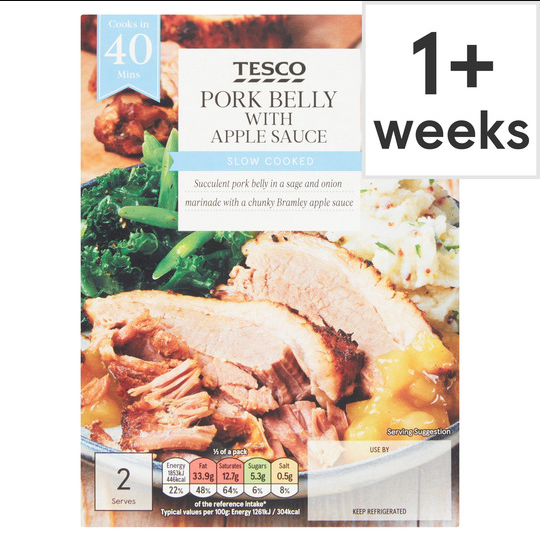 Cooks in
40
Mins
1+
weeks
TESCO
PORK BELLY
WITH
APPLE SAUCE
SLOW COOKED
Succulent pork belly in a sage and onion
marinade with a chunky Bramley apple sauce
Serving Suggestion
2
Serves
½ of a pack
Energy
1853kJ
446kcal
22%
Fat
33.9g
48%
Saturates
12.7g
64%
Sugars
5.3g
6%
Salt
0.5g
8%
of the reference intake*
Typical values per 100g: Energy 1261kJ / 304kcal
USE BY
KEEP REFRIGERATED